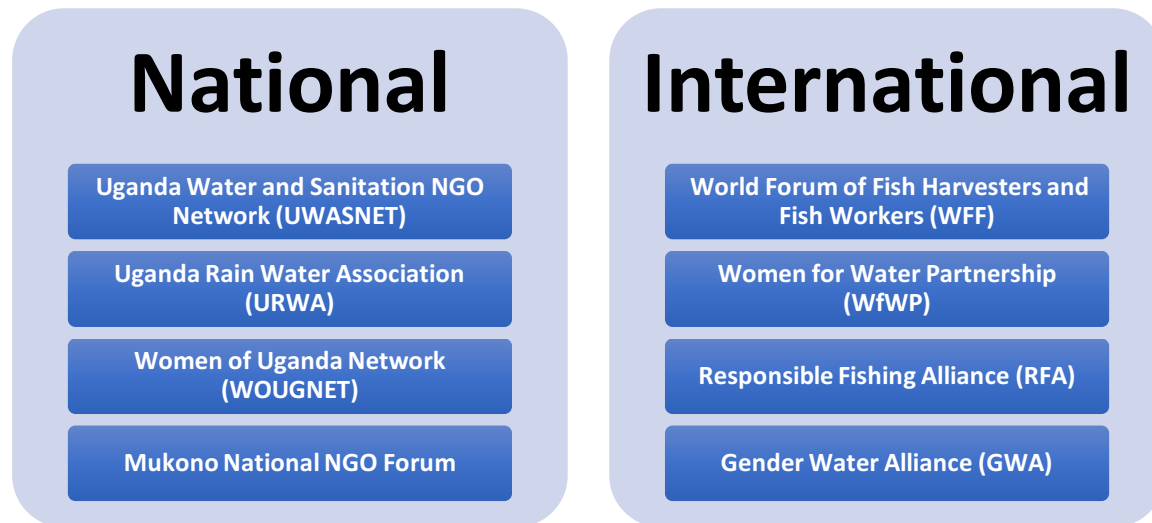 National
Uganda Water and Sanitation NGO
Network (UWASNET)
Uganda Rain Water Association
(URWA)
Women of Uganda Network
(WOUGNET)
Mukono National NGO Forum
International
World Forum of Fish Harvesters and
Fish Workers (WFF)
Women for Water Partnership
(WfWP)
Responsible Fishing Alliance (RFA)
Gender Water Alliance (GWA)